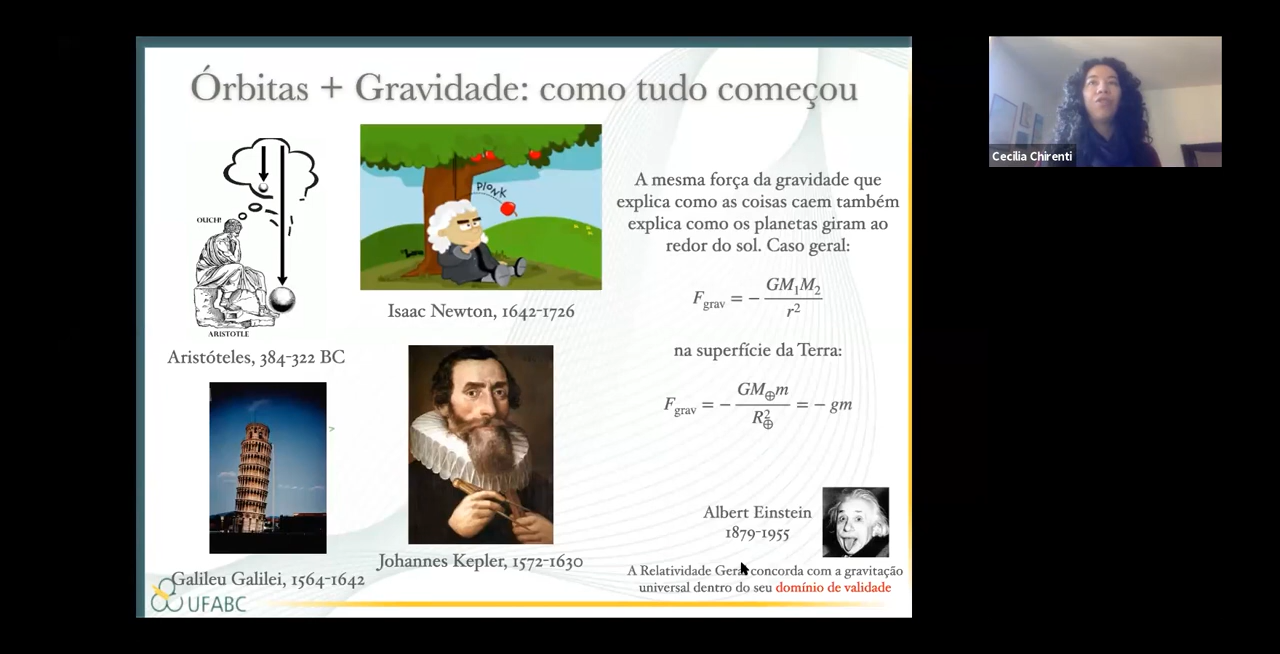 Órbitas + Gravidade: como tudo começou
OUCH!
ARISTOTLE
Aristóteles, 384-322 BC
PLONK
Isaac Newton, 1642-1726
Galileu Galilei, 1564-1642
Johannes Kepler, 1572-1630
A mesma força da gravidade que
explica como as coisas caem também
explica como os planetas giram ao
redor do sol. Caso geral:
F_grav = − GM₁M₂ / r²
na superfície da Terra:
F_grav = − GM⊕m / R⊕² = − gm
Albert Einstein
1879-1955
A Relatividade Geral concorda com a gravitação
universal dentro do seu domínio de validade
UFABC
Cecilia Chirenti